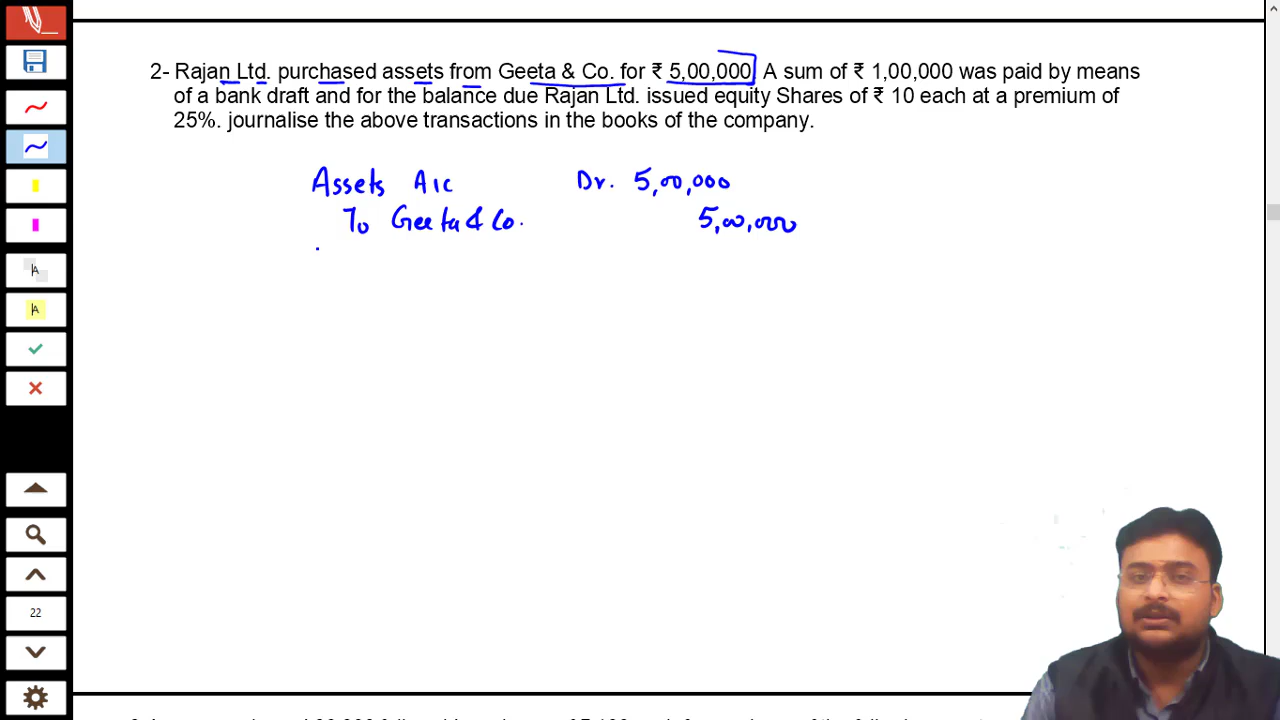 2- Rajan Ltd. purchased assets from Geeta & Co. for ₹ 5,00,000. A sum of ₹ 1,00,000 was paid by means
of a bank draft and for the balance due Rajan Ltd. issued equity Shares of ₹ 10 each at a premium of
25%. journalise the above transactions in the books of the company.
Assets A/c Dr. 5,00,000
To Geeta & Co. 5,00,000
22